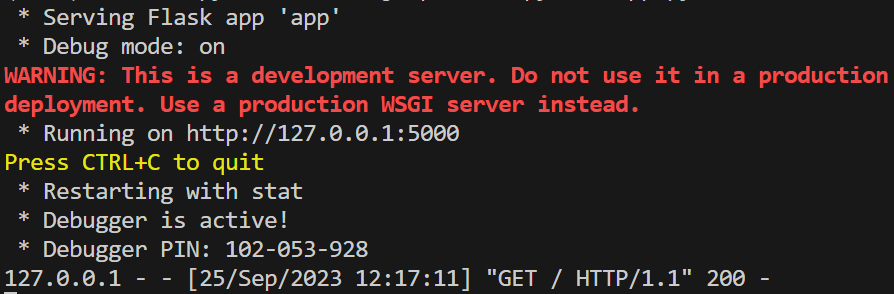 * Serving Flask app 'app'
* Debug mode: on
WARNING: This is a development server. Do not use it in a production
deployment. Use a production WSGI server instead.
* Running on http://127.0.0.1:5000
Press CTRL+C to quit
* Restarting with stat
* Debugger is active!
* Debugger PIN: 102-053-928
127.0.0.1 - - [25/Sep/2023 12:17:11] "GET / HTTP/1.1" 200 -